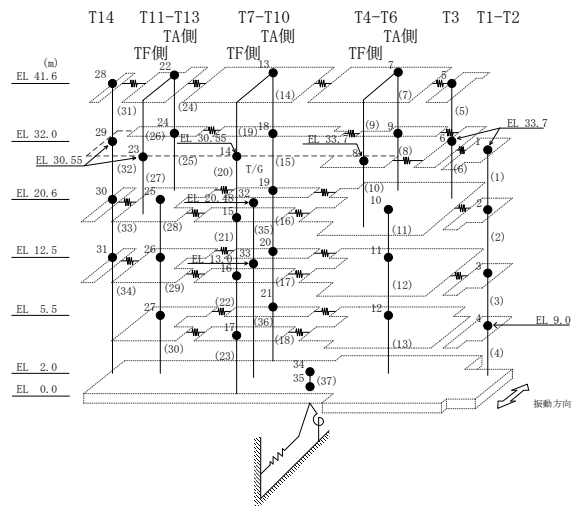 T14 T11−T13 T7−T10 T4−T6 T3 T1−T2
TA側 TA側 TA側
TF側 TF側 TF側
(m)
EL 41.6 28 22 13 7 5
(31) (24) (14) (7) (5)
EL 32.0 29 24 (26) (19) 18 (9) 9 6 1 EL 33.7
EL 30.55 EL 33.7
EL 30.55 23 (25) 14 (15) 8 (8) (6) (1)
(32) (27) (20) T/G (10)
EL 20.6 30 25 EL 20.48 32 19 10 2
15 (35) (16)
(33) (28) (21) (11) (2)
EL 12.5 31 26 EL 13.0 33 20 11 3
16 (17)
(34) (29) (12) (3)
EL 5.5 27 (22) (36) 21 12 4 EL 9.0
17 (18)
(30) (23) (13) (4)
EL 2.0 34
EL 0.0 35 (37)
振動方向